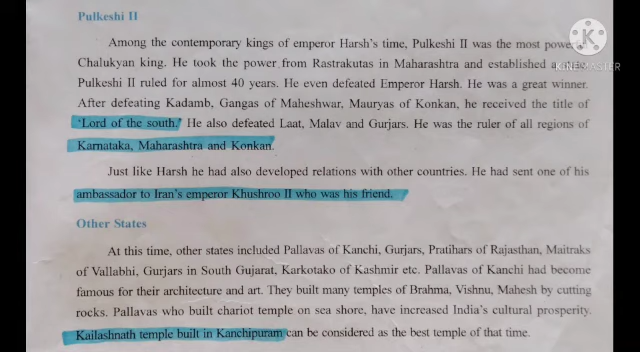 Pulkeshi II
Among the contemporary kings of emperor Harsh's time, Pulkeshi II was the most
Chalukyan king. He took the power from Rastrakutas in Maharashtra and established a
Pulkeshi II ruled for almost 40 years. He even defeated Emperor Harsh. He was a great winner.
After defeating Kadamb, Gangas of Maheshwar, Mauryas of Konkan, he received the title of
'Lord of the south.' He also defeated Laat, Malav and Gurjars. He was the ruler of all regions of
Karnataka, Maharashtra and Konkan.
Just like Harsh he had also developed relations with other countries. He had sent one of his
ambassador to Iran's emperor Khushroo II who was his friend.
Other States
At this time, other states included Pallavas of Kanchi, Gurjars, Pratihars of Rajasthan, Maitraks
of Vallabhi, Gurjars in South Gujarat, Karkotako of Kashmir etc. Pallavas of Kanchi had become
famous for their architecture and art. They built many temples of Brahma, Vishnu, Mahesh by cutting
rocks. Pallavas who built chariot temple on sea shore, have increased India's cultural prosperity.
Kailashnath temple built in Kanchipuram can be considered as the best temple of that time.
KINEMASTER